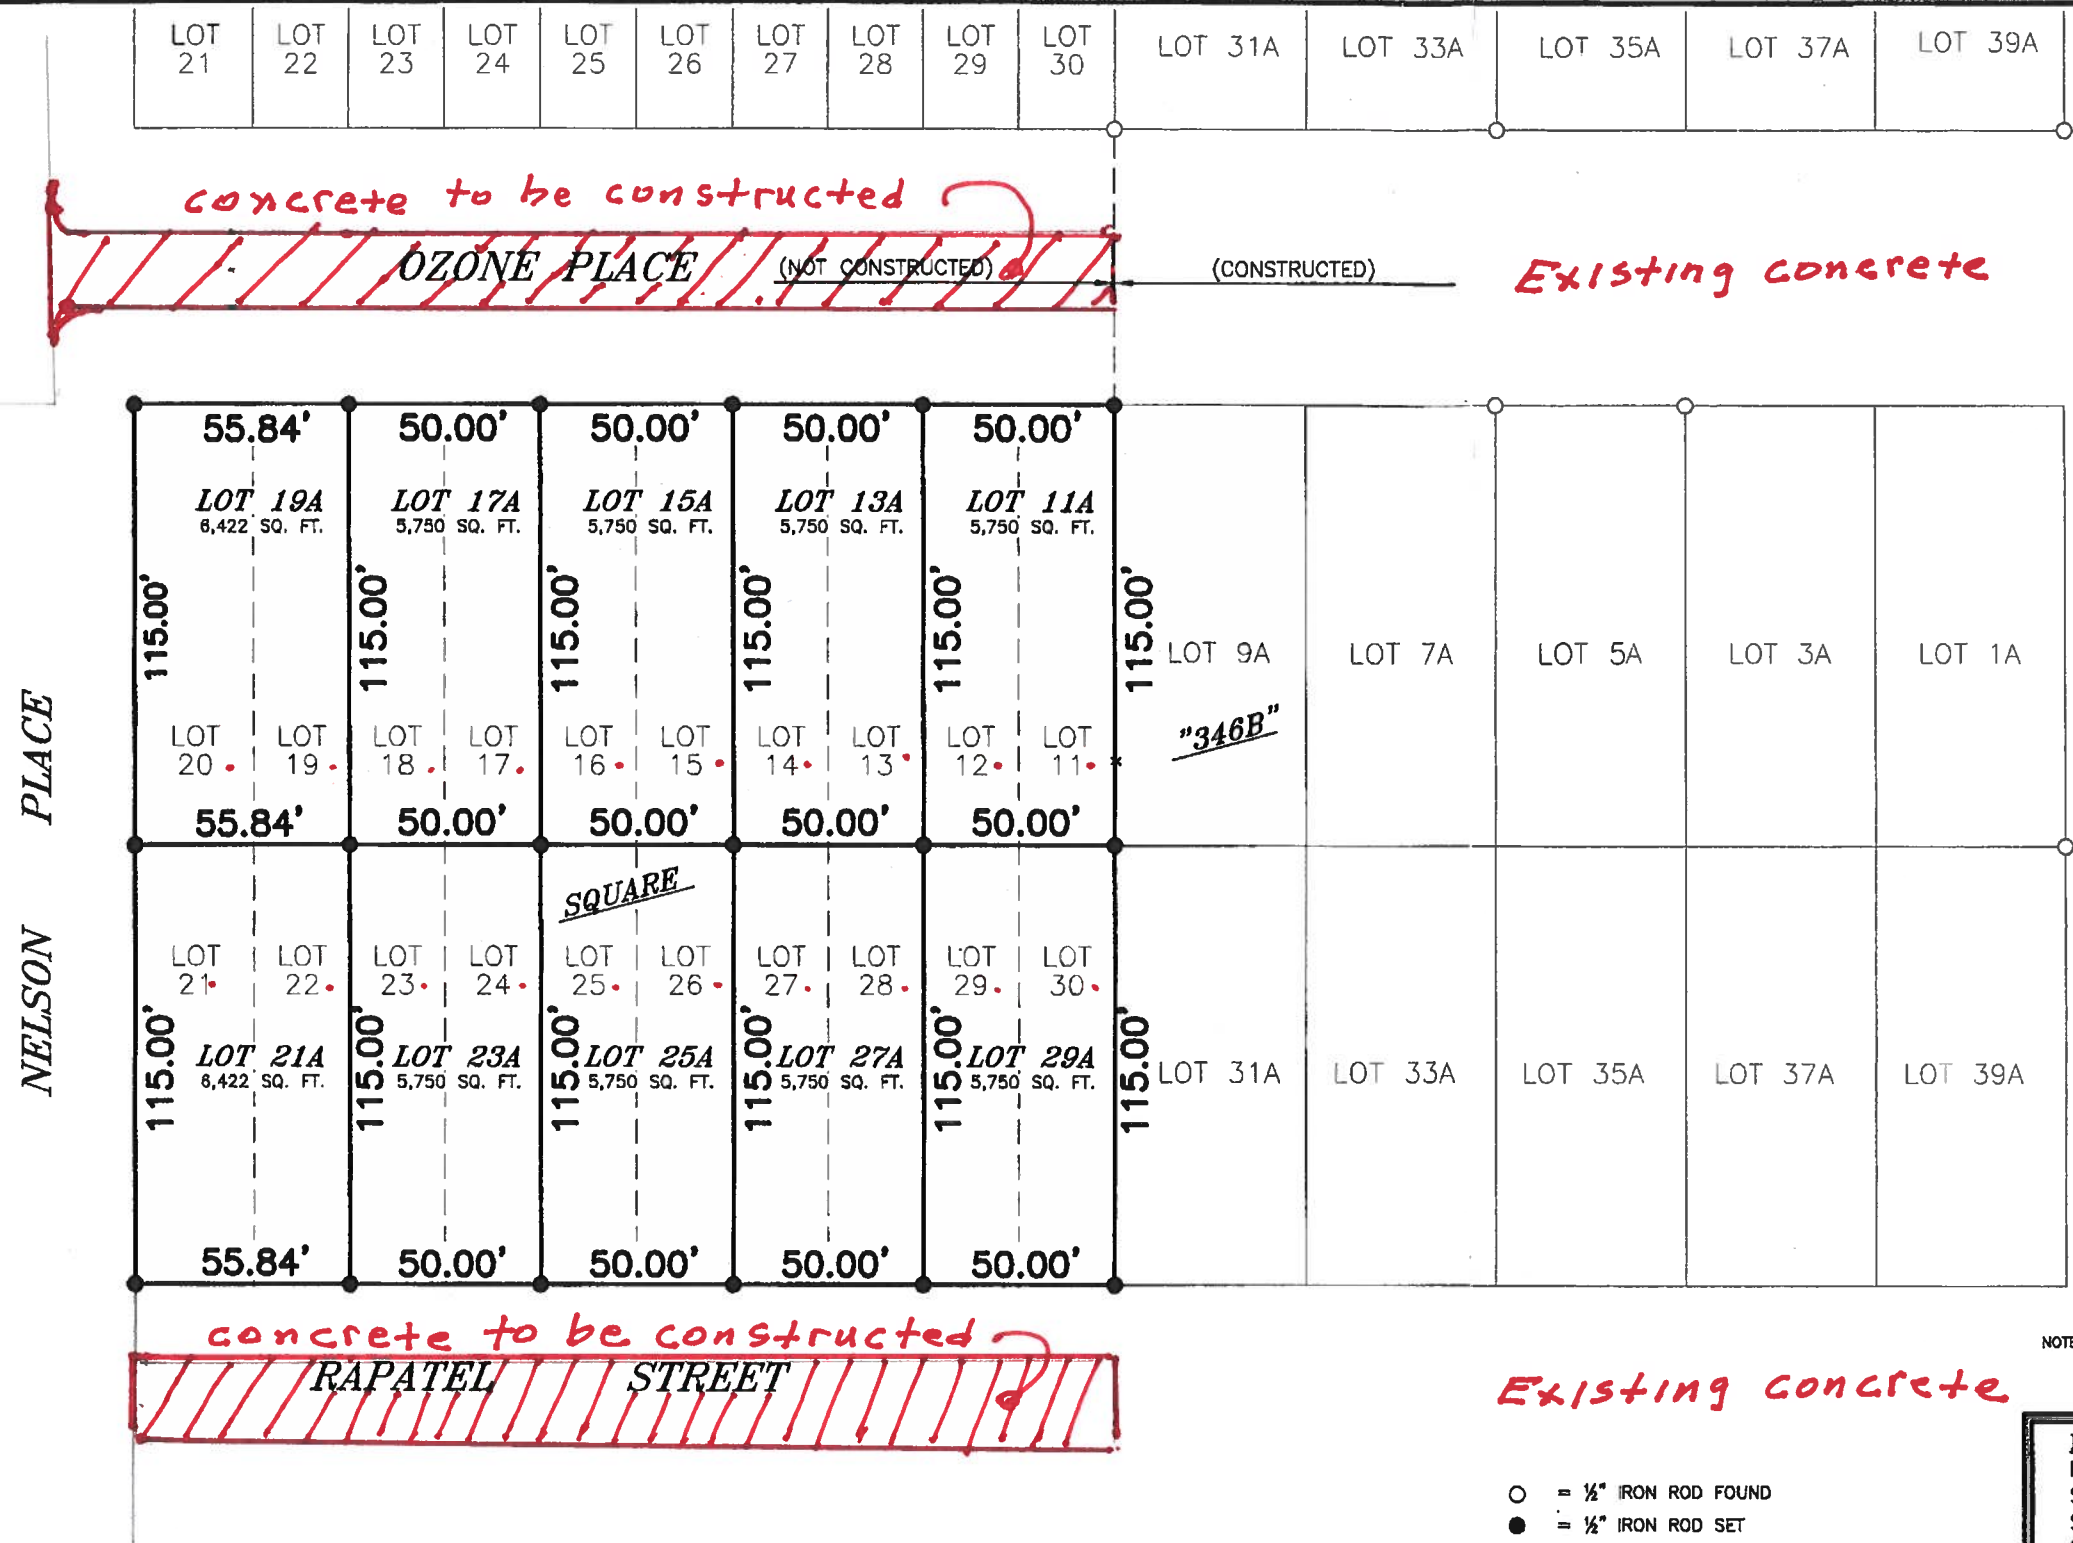 LOT 21
LOT 22
LOT 23
LOT 24
LOT 25
LOT 26
LOT 27
LOT 28
LOT 29
LOT 30
LOT 31A
LOT 33A
LOT 35A
LOT 37A
LOT 39A
concrete to be constructed
OZONE PLACE
(NOT CONSTRUCTED)
(CONSTRUCTED)
Existing concrete
55.84'
50.00'
50.00'
50.00'
50.00'
LOT 19A
6,422 SQ. FT.
LOT 17A
5,750 SQ. FT.
LOT 15A
5,750 SQ. FT.
LOT 13A
5,750 SQ. FT.
LOT 11A
5,750 SQ. FT.
115.00'
115.00'
115.00'
115.00'
115.00'
115.00'
LOT 9A
LOT 7A
LOT 5A
LOT 3A
LOT 1A
"346B"
LOT 20
LOT 19
LOT 18
LOT 17
LOT 16
LOT 15
LOT 14
LOT 13
LOT 12
LOT 11
55.84'
50.00'
50.00'
50.00'
50.00'
NELSON PLACE
SQUARE
LOT 21
LOT 22
LOT 23
LOT 24
LOT 25
LOT 26
LOT 27
LOT 28
LOT 29
LOT 30
115.00'
115.00'
115.00'
115.00'
115.00'
115.00'
LOT 21A
6,422 SQ. FT.
LOT 23A
5,750 SQ. FT.
LOT 25A
5,750 SQ. FT.
LOT 27A
5,750 SQ. FT.
LOT 29A
5,750 SQ. FT.
LOT 31A
LOT 33A
LOT 35A
LOT 37A
LOT 39A
55.84'
50.00'
50.00'
50.00'
50.00'
concrete to be constructed
RAPATEL STREET
Existing concrete
NOTE
= ½" IRON ROD FOUND
= ½" IRON ROD SET